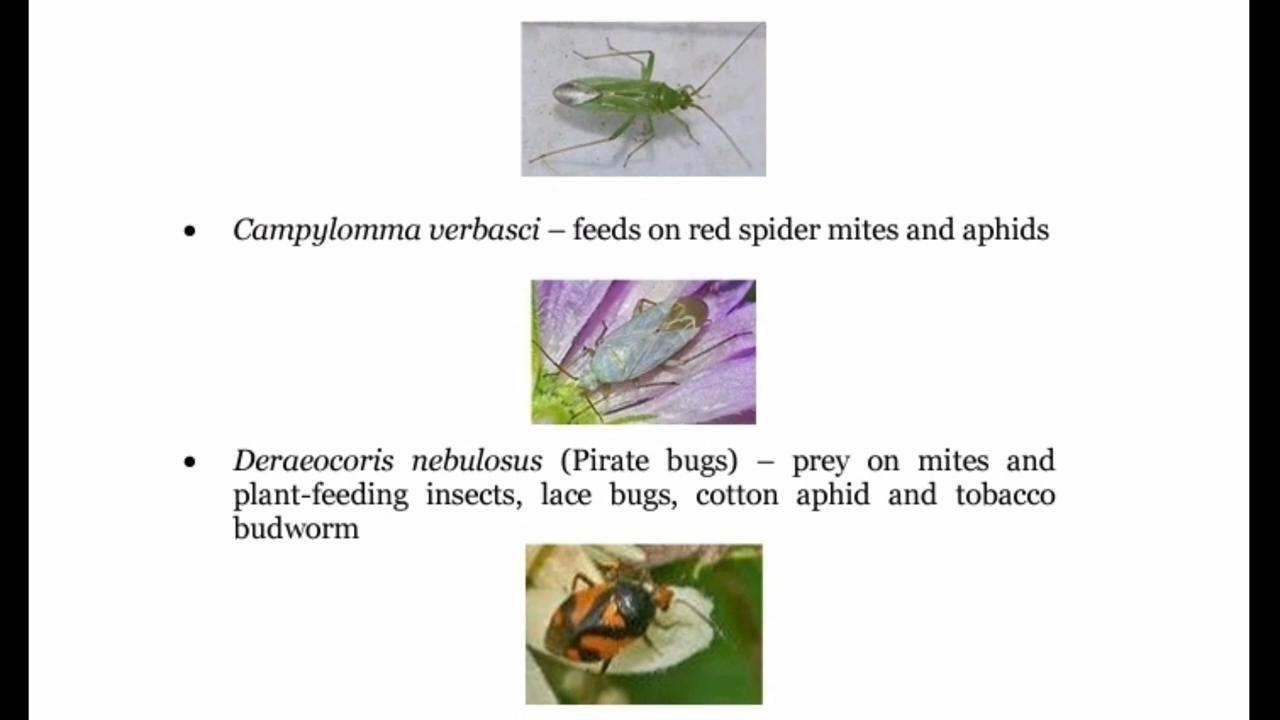 • Campylomma verbasci – feeds on red spider mites and aphids
• Deraeocoris nebulosus (Pirate bugs) – prey on mites and
plant-feeding insects, lace bugs, cotton aphid and tobacco
budworm